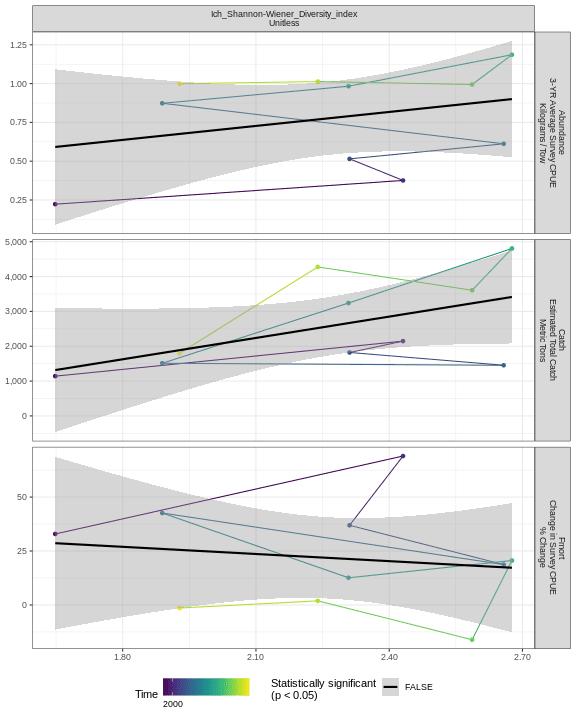 Ich_Shannon-Wiener_Diversity_index
Unitless
1.25
1.00
0.75
0.50
0.25
Abundance
3-YR Average Survey CPUE
Kilograms / Tow
5,000
4,000
3,000
2,000
1,000
0
Catch
Estimated Total Catch
Metric Tons
50
25
0
Fmort
Change in Survey CPUE
% Change
1.80
2.10
2.40
2.70
Time
2000
Statistically significant
(p < 0.05)
FALSE